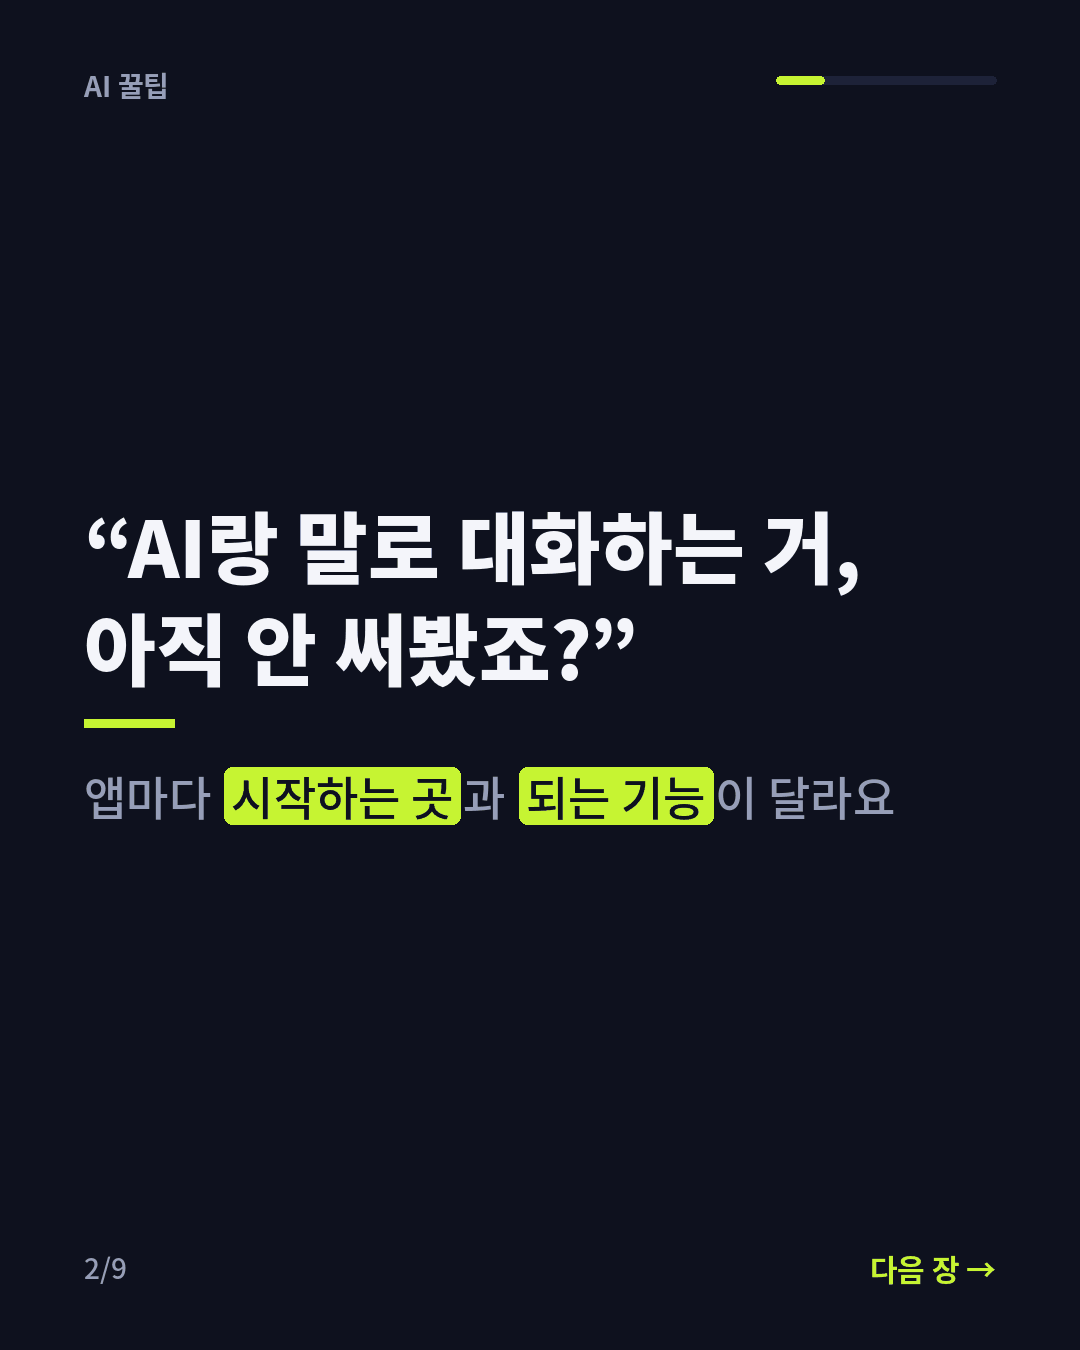 AI 꿀팁
“AI랑 말로 대화하는 거,
아직 안 써봤죠?”
앱마다 시작하는 곳과 되는 기능이 달라요
2/9
다음 장 →